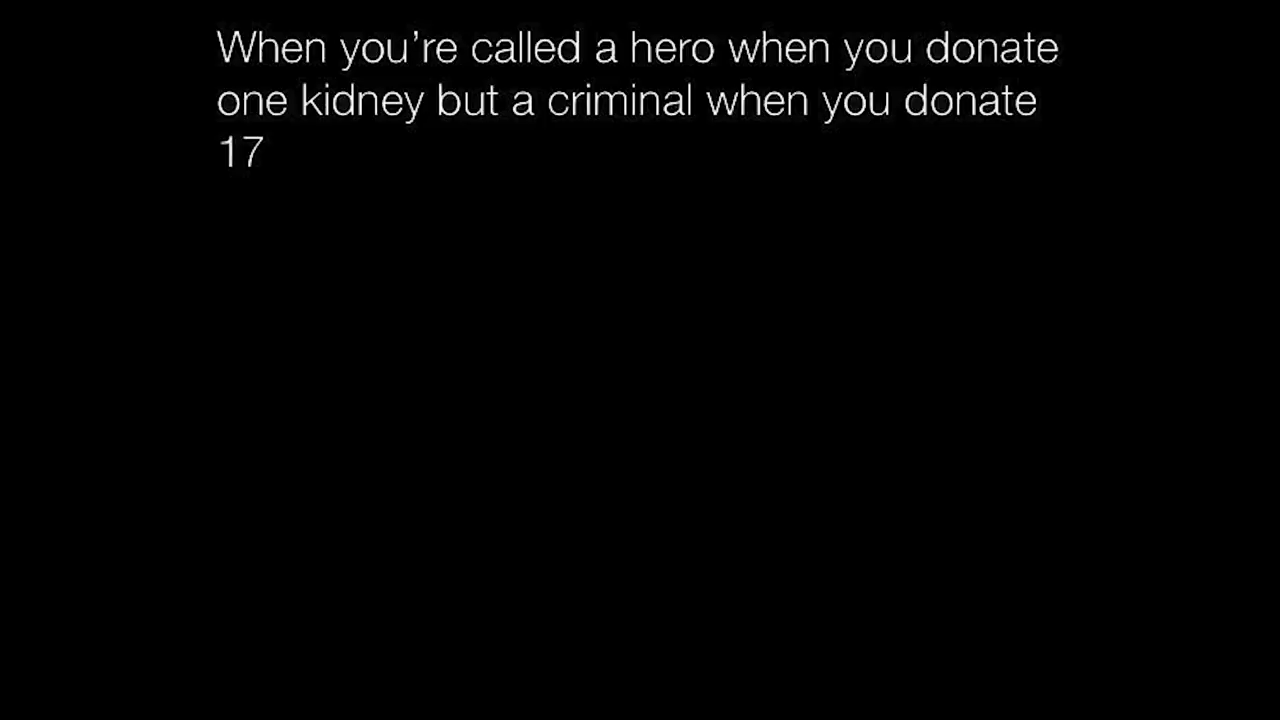 When you’re called a hero when you donate
one kidney but a criminal when you donate
17